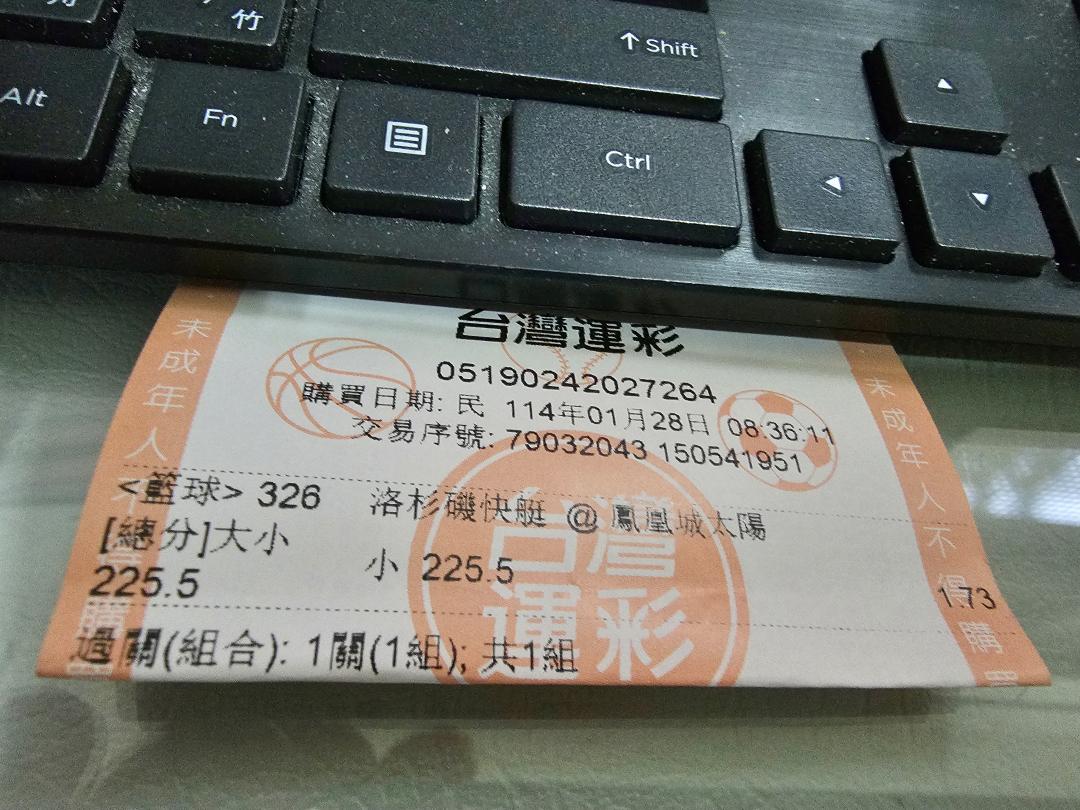 竹
↑ Shift
Alt
Fn
Ctrl
台灣運彩
05190242027264
購買日期: 民 114年01月28日 08:36:11
交易序號: 79032043 150541951
<籃球> 326 洛杉磯快艇 @ 鳳凰城太陽
[總分]大小
225.5
小 225.5
1.73
過關(組合): 1關(1組); 共1組
未成年人
未成年人不得購買
台灣
運彩